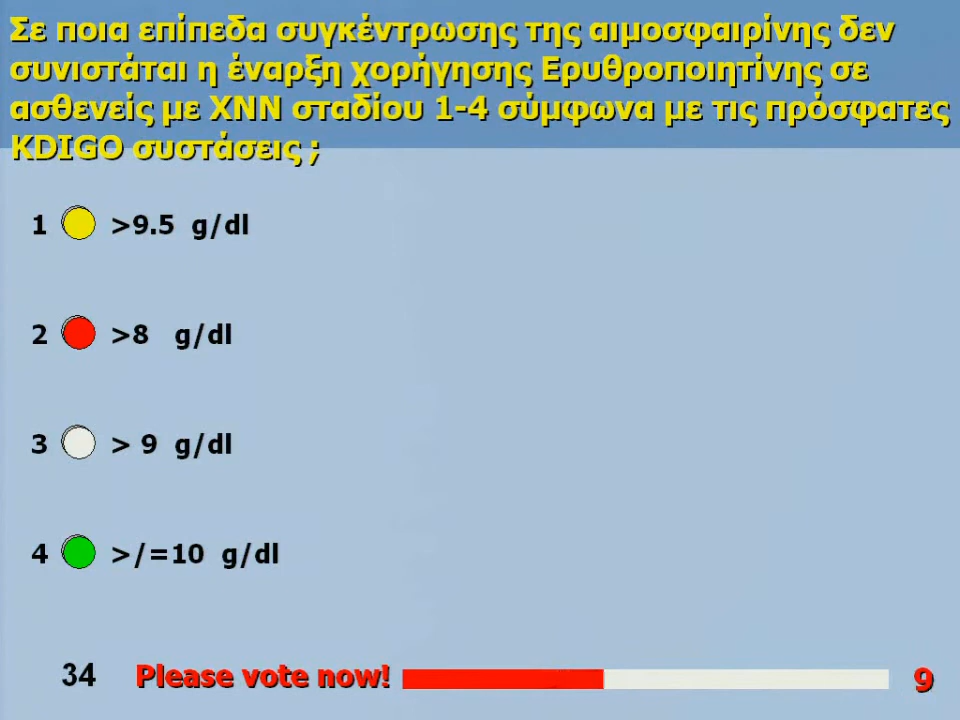 Σε ποια επίπεδα συγκέντρωσης της αιμοσφαιρίνης δεν
συνιστάται η έναρξη χορήγησης Ερυθροποιητίνης σε
ασθενείς με ΧΝΝ σταδίου 1-4 σύμφωνα με τις πρόσφατες
KDIGO συστάσεις ;
1 >9.5 g/dl
2 >8 g/dl
3 > 9 g/dl
4 >/=10 g/dl
34 Please vote now! 9